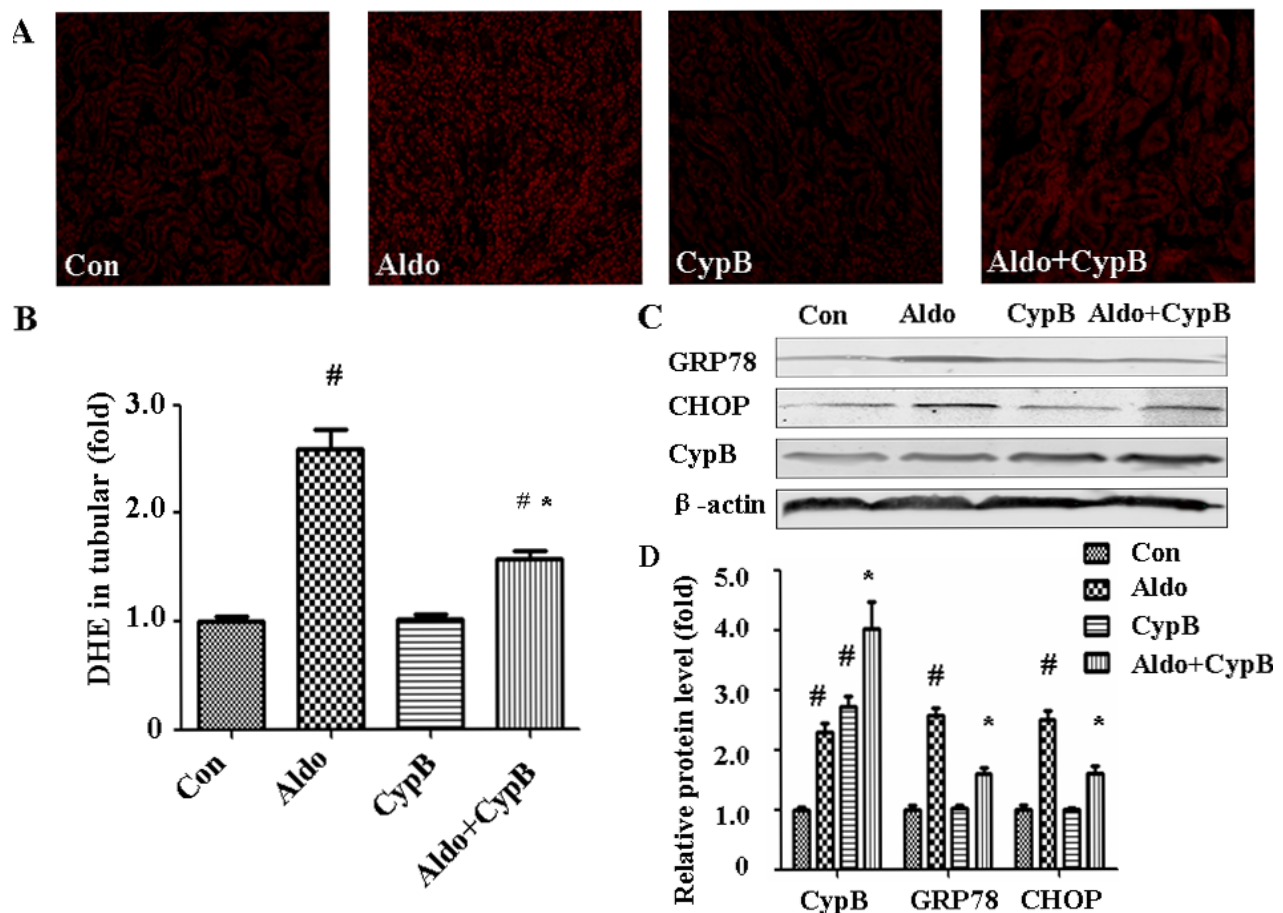 A
Con
Aldo
CypB
Aldo+CypB
B
DHE in tubular (fold)
3.0
2.0
1.0
0
#
# *
Con
Aldo
CypB
Aldo+CypB
C
Con Aldo CypB Aldo+CypB
GRP78
CHOP
CypB
β-actin
D
Relative protein level (fold)
5.0
4.0
3.0
2.0
1.0
0
# # * # * # *
CypB GRP78 CHOP
Con
Aldo
CypB
Aldo+CypB